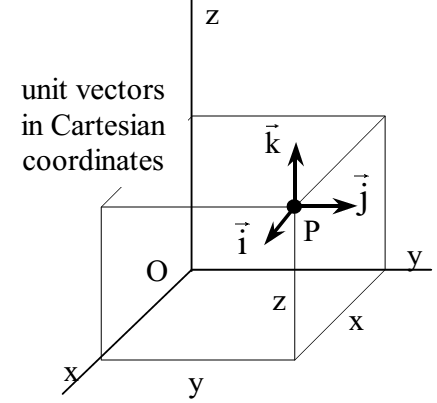 z
unit vectors
in Cartesian
coordinates
k⃗
j⃗
i⃗
P
O
y
z
x
x
y